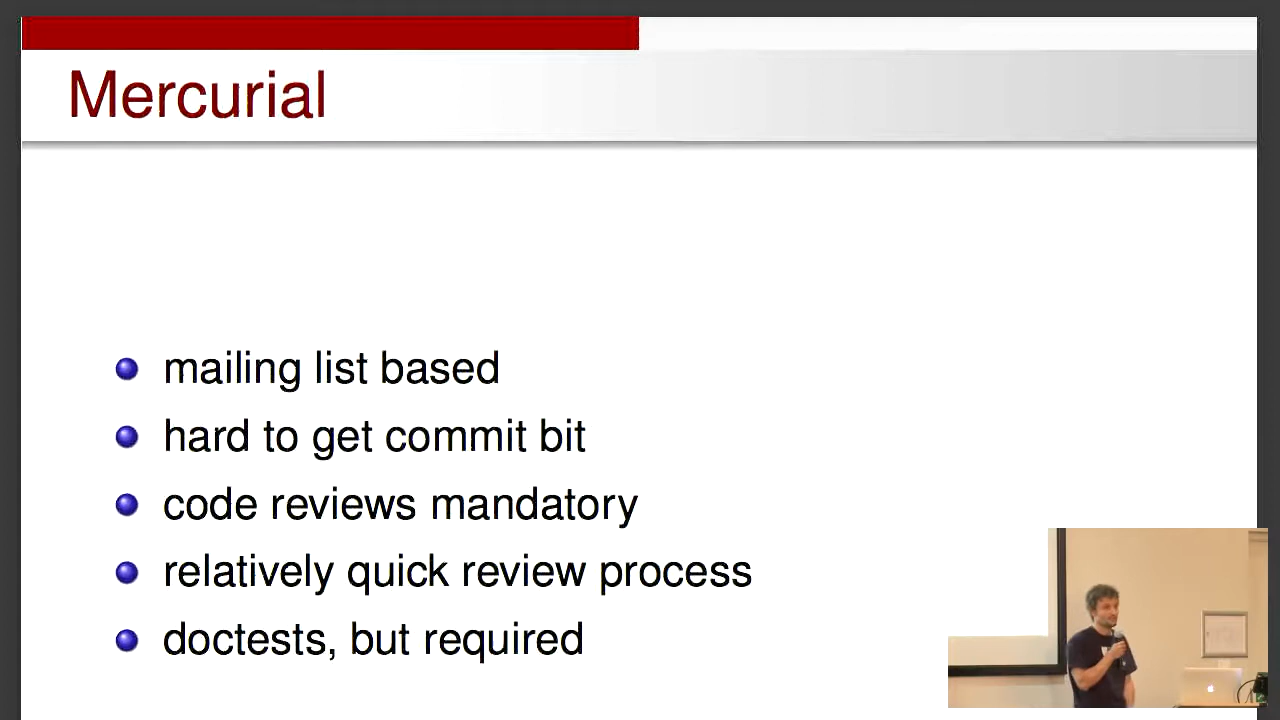 Mercurial
mailing list based
hard to get commit bit
code reviews mandatory
relatively quick review process
doctests, but required